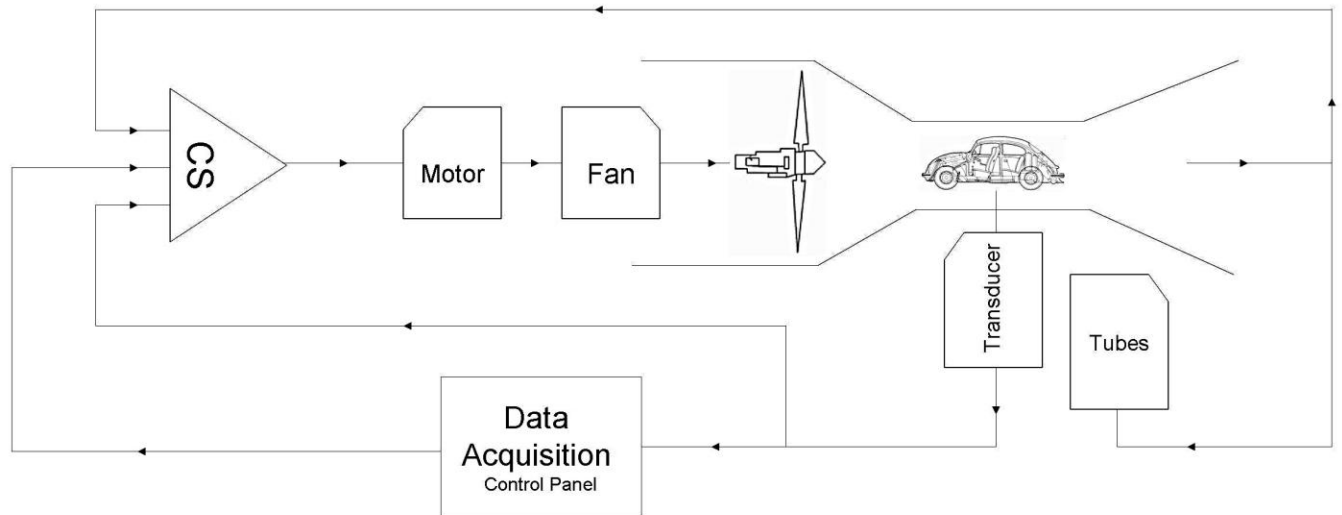 CS
Motor
Fan
Transducer
Tubes
Data
Acquisition
Control Panel